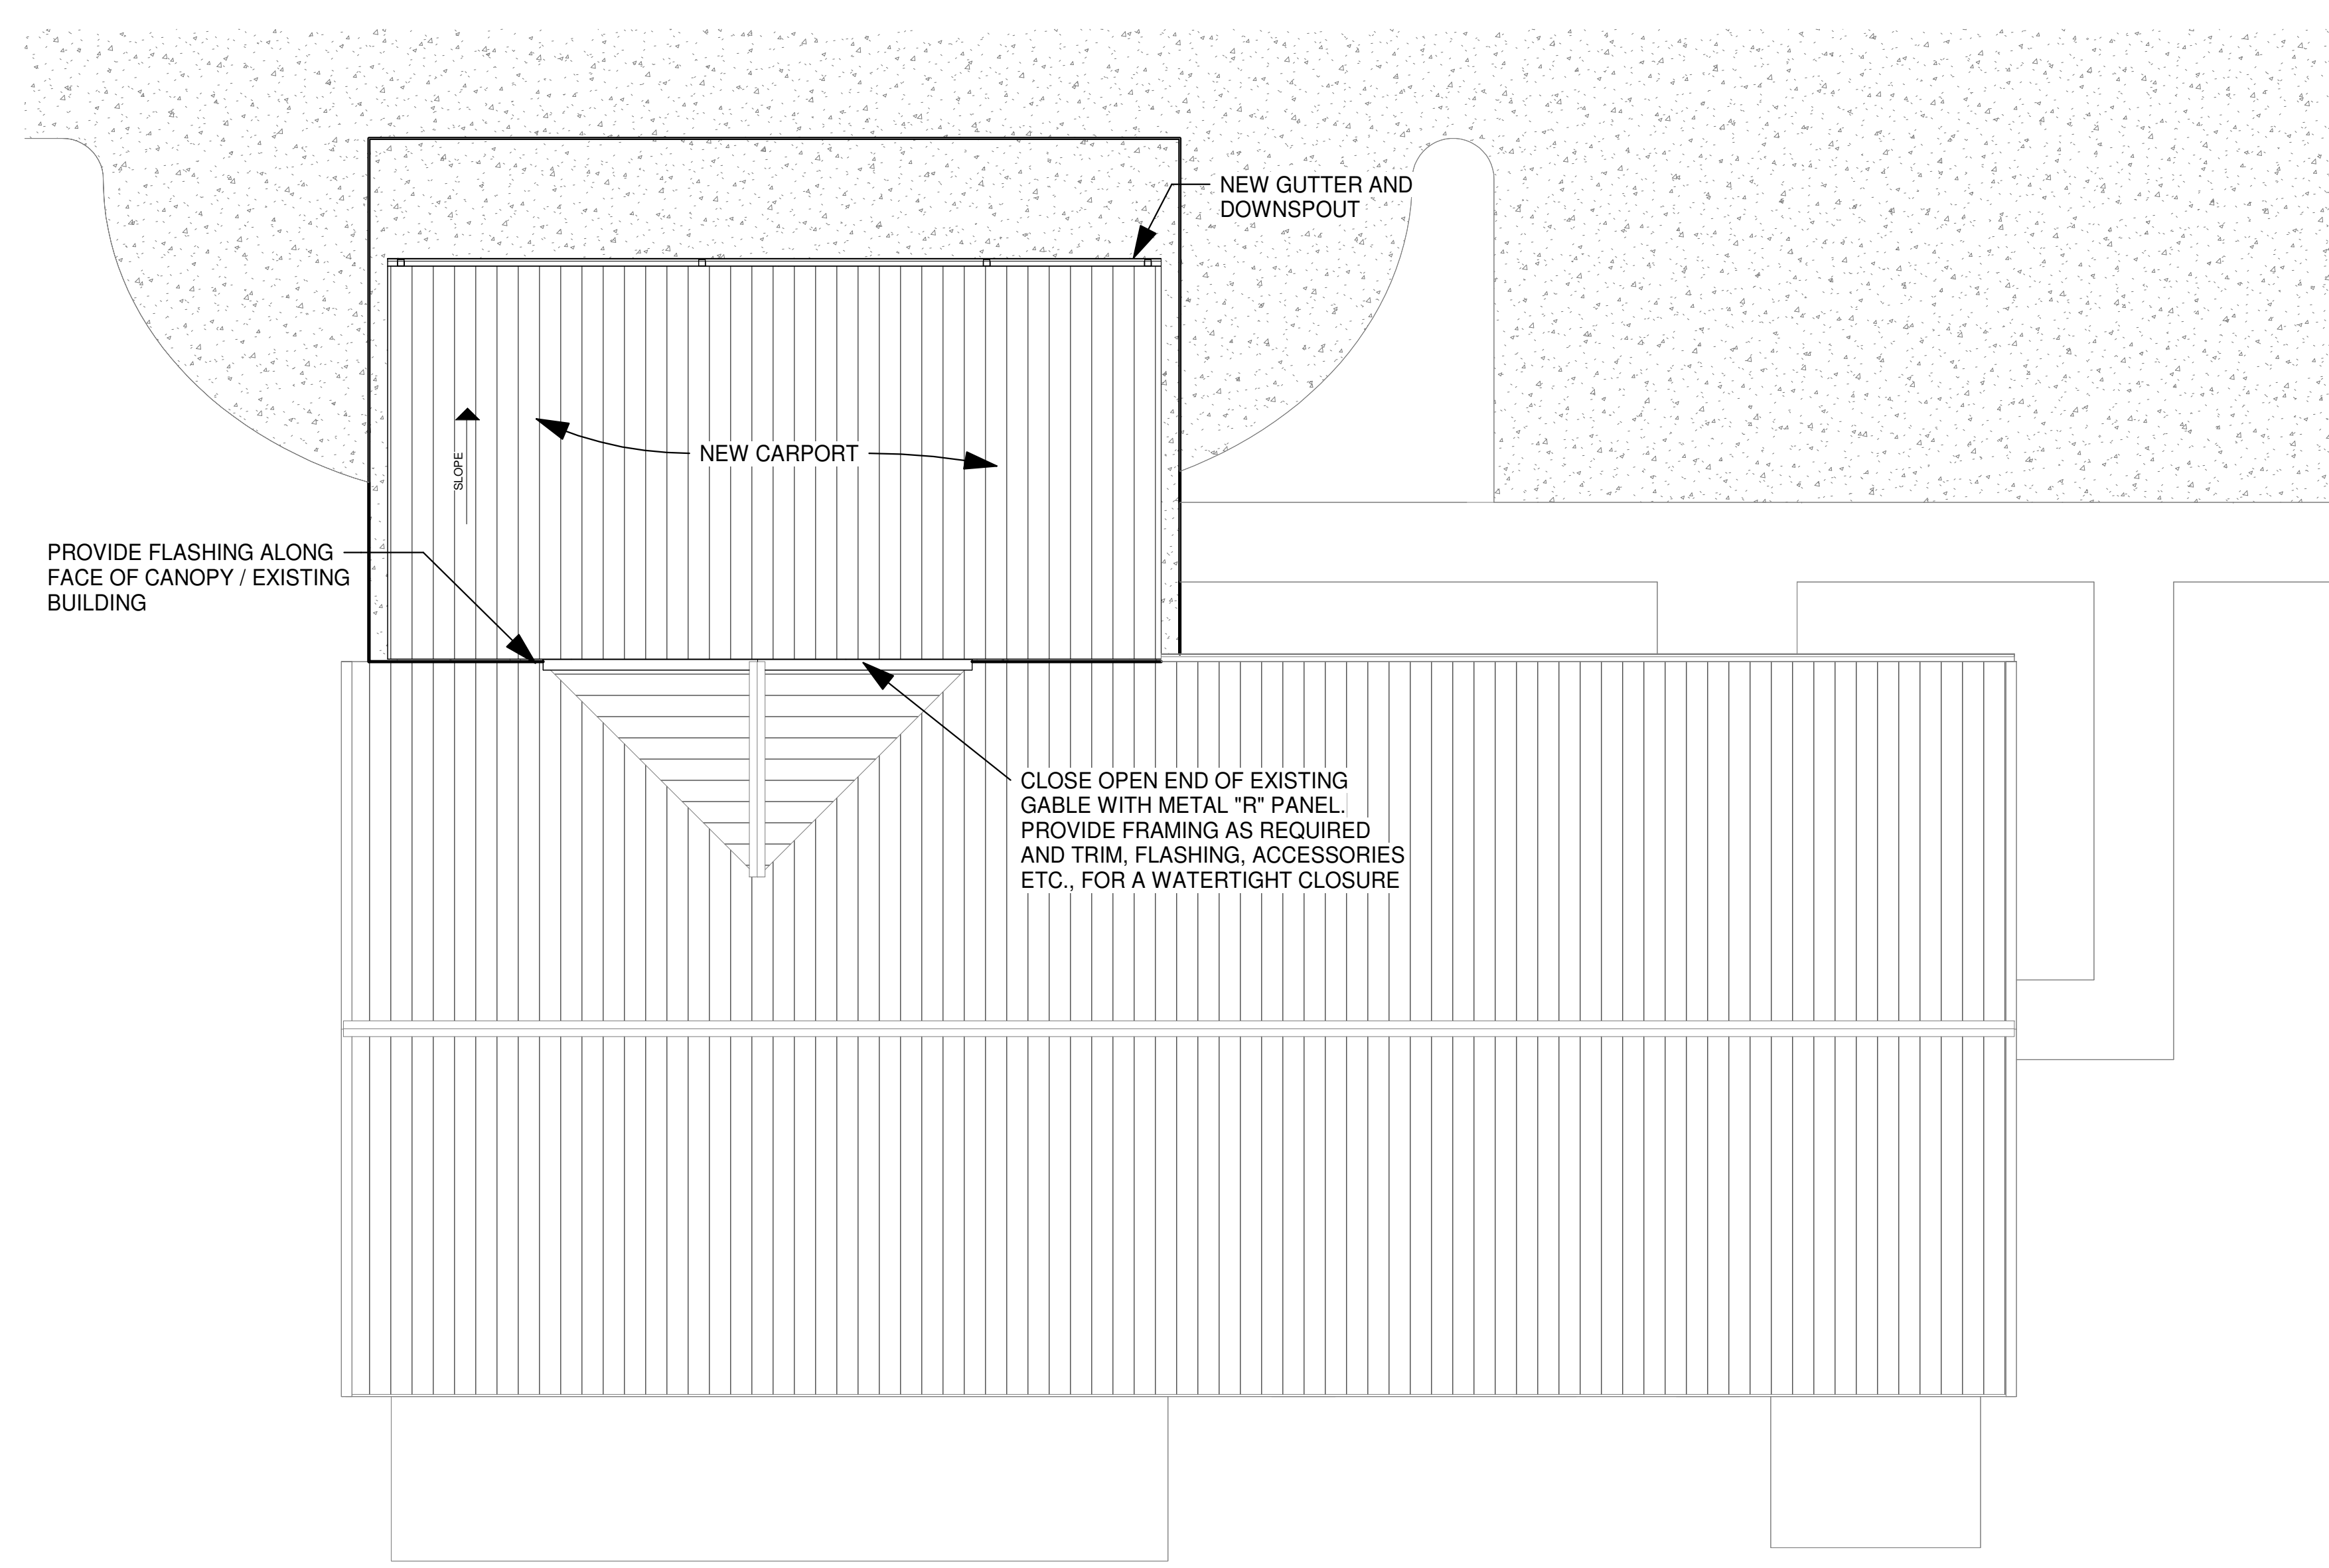 NEW GUTTER AND
DOWNSPOUT
NEW CARPORT
SLOPE
PROVIDE FLASHING ALONG
FACE OF CANOPY / EXISTING
BUILDING
CLOSE OPEN END OF EXISTING
GABLE WITH METAL "R" PANEL.
PROVIDE FRAMING AS REQUIRED
AND TRIM, FLASHING, ACCESSORIES
ETC., FOR A WATERTIGHT CLOSURE